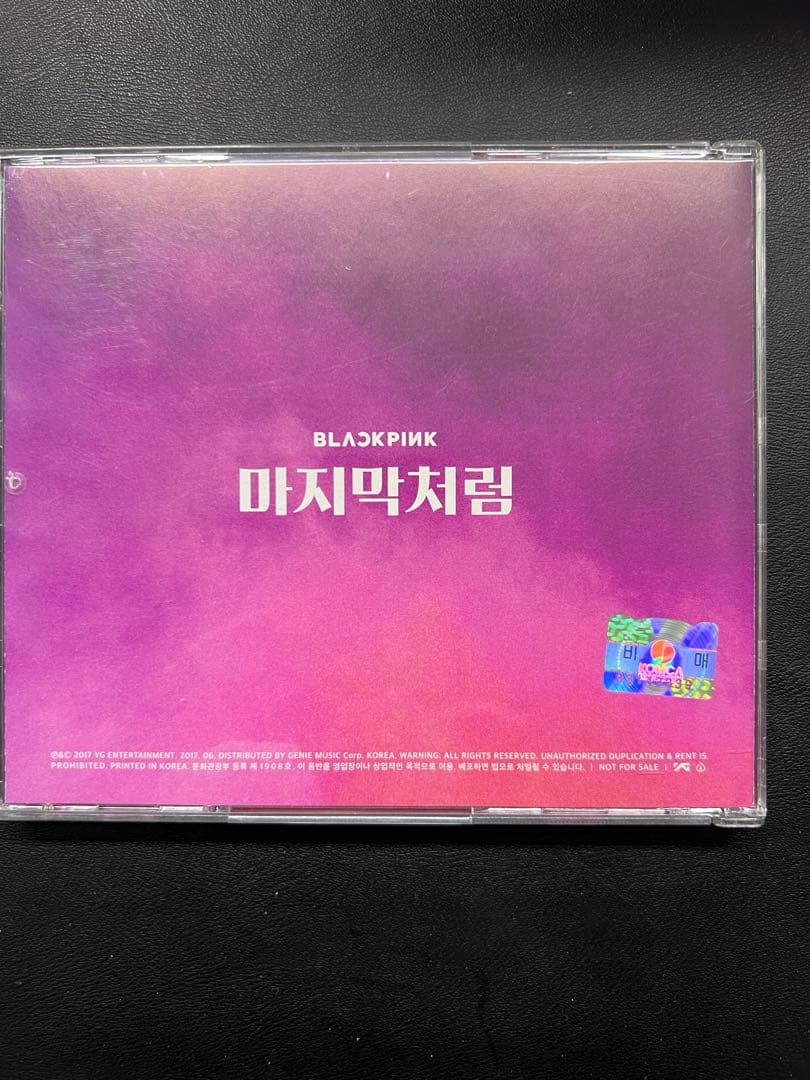 BLACKPINK
마지막처럼
비 매
KOMCA
℗&© 2017 YG ENTERTAINMENT. 2017. 06. DISTRIBUTED BY GENIE MUSIC Corp. KOREA. WARNING: ALL RIGHTS RESERVED. UNAUTHORIZED DUPLICATION & RENT IS
PROHIBITED. PRINTED IN KOREA. 문화관광부 등록 제 1908호. 이 음반을 영업장이나 상업적인 목적으로 이용, 배포하면 법으로 처벌될 수 있습니다. | NOT FOR SALE | YG